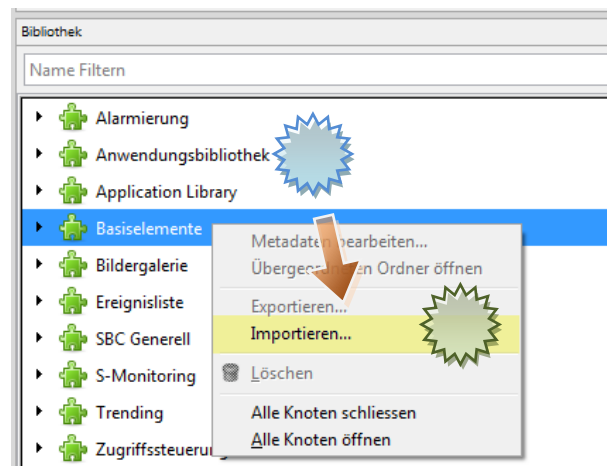 Bibliothek
Name Filtern
Alarmierung
Anwendungsbibliothek
Application Library
Basiselemente
Bildergalerie
Ereignisliste
SBC Generell
S-Monitoring
Trending
Metadaten bearbeiten...
Ordner öffnen
Exportieren...
Importieren...
Löschen
Alle Knoten schliessen
Alle Knoten öffnen